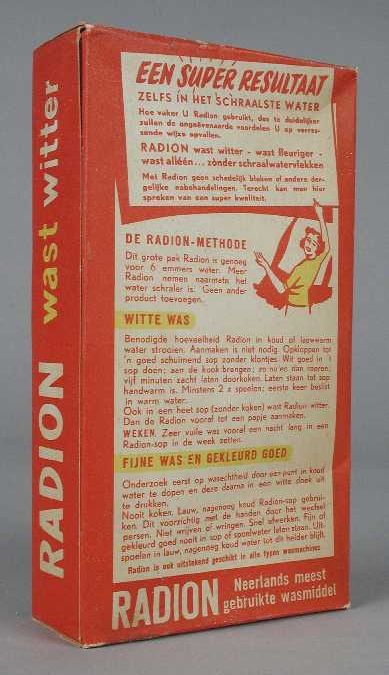 RADION wast witter
EEN SUPER RESULTAAT
ZELFS IN HET SCHRAALSTE WATER
Hoe vaker U Radion gebruikt, des te duidelijker
zullen de ongeëvenaarde voordelen U op verras-
sende wijze opvallen.
RADION wast witter - wast fleuriger -
wast alléén... zònder schraalwatervlekken
Met Radion geen schadelijk bleken of andere der-
gelijke nabehandelingen. Terecht kan men hier
spreken van een super kwaliteit.
DE RADION-METHODE
Dit grote pak Radion is genoeg
voor 6 emmers water. Meer
Radion nemen naarmate het
water schraler is. Geen ander
product toevoegen.
WITTE WAS
Benodigde hoeveelheid Radion in koud of lauwwarm
water strooien. Aanmaken is niet nodig. Opkloppen tot
'n goed schuimend sop zonder klontjes. Wit goed in 't
sop doen; aan de kook brengen; zo nu en dan roeren;
vijf minuten zacht laten doorkoken. Laten staan tot sop
handwarm is. Minstens 2 x spoelen; eerste keer beslist
in warm water.
Ook in een heet sop (zonder koken) wast Radion witter.
Dan de Radion vooraf tot een papje aanmaken.
WEKEN. Zeer vuile was vooraf een nacht lang in een
Radion-sop in de week zetten.
FIJNE WAS EN GEKLEURD GOED
Onderzoek eerst op wasechtheid door een punt in koud
water te dopen en deze daarna in een witte doek uit
te drukken.
Nooit koken. Lauw, nagenoeg koud Radion-sop gebrui-
ken. Dit voorzichtig met de handen door het weefsel
persen. Niet wrijven of wringen. Snel afwerken. Fijn of
gekleurd goed nooit in sop of spoelwater laten staan. Uit-
spoelen in lauw, nagenoeg koud water tot dit helder blijft.
Radion is ook uitstekend geschikt in alle typen wasmachines
RADION Neerlands meest
gebruikte wasmiddel